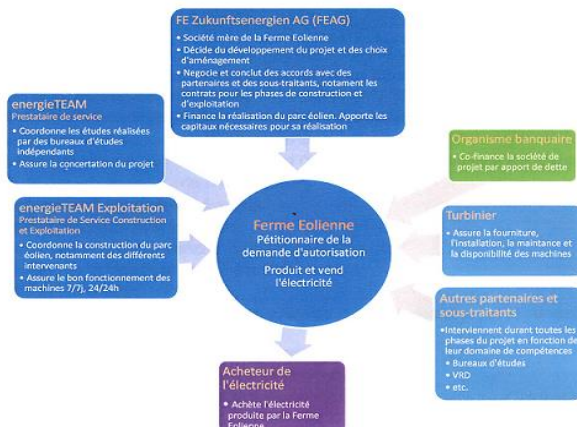 FE Zukunftsenergien AG (FEAG)
• Société mère de la Ferme Eolienne
• Décide du développement du projet et des choix
d'aménagement
• Negocie et conclut des accords avec des
partenaires et des sous-traitants, notament les
contrats pour les phases de construction et
d'exploitation
• Finance la réalisation du parc éolien. Apporte les
capitaux nécessaires pour sa réalisation
energieTEAM
Prestataire de service
• Coordonne les études réalisées
par des bureaux d'études
indépendants
• Assure la concertation du projet
energieTEAM Exploitation
Prestataire de Service Construction
et Exploitation
• Coordonne la construction du parc
éolien, notamment des différents
intervenants
• Assure le bon fonctionnement des
machines 7/7j, 24/24h
Ferme Eolienne
Pétitionnaire de la
demande d'autorisation
Produit et vend
l'électricité
Organisme banquaire
• Co-finance la société de
projet par apport de dette
Turbinier
• Assure la fourniture,
l'installation, la maintance et
la disponibilité des machines
Autres partenaires et
sous-traitants
•Interviennent durant toutes les
phases du projet en fonction de
leur domaine de compétences
• Bureaux d'études
• VRD
• etc.
Acheteur de
l'électricité
• Achète l'électricité
produite par la Ferme
Eolienne